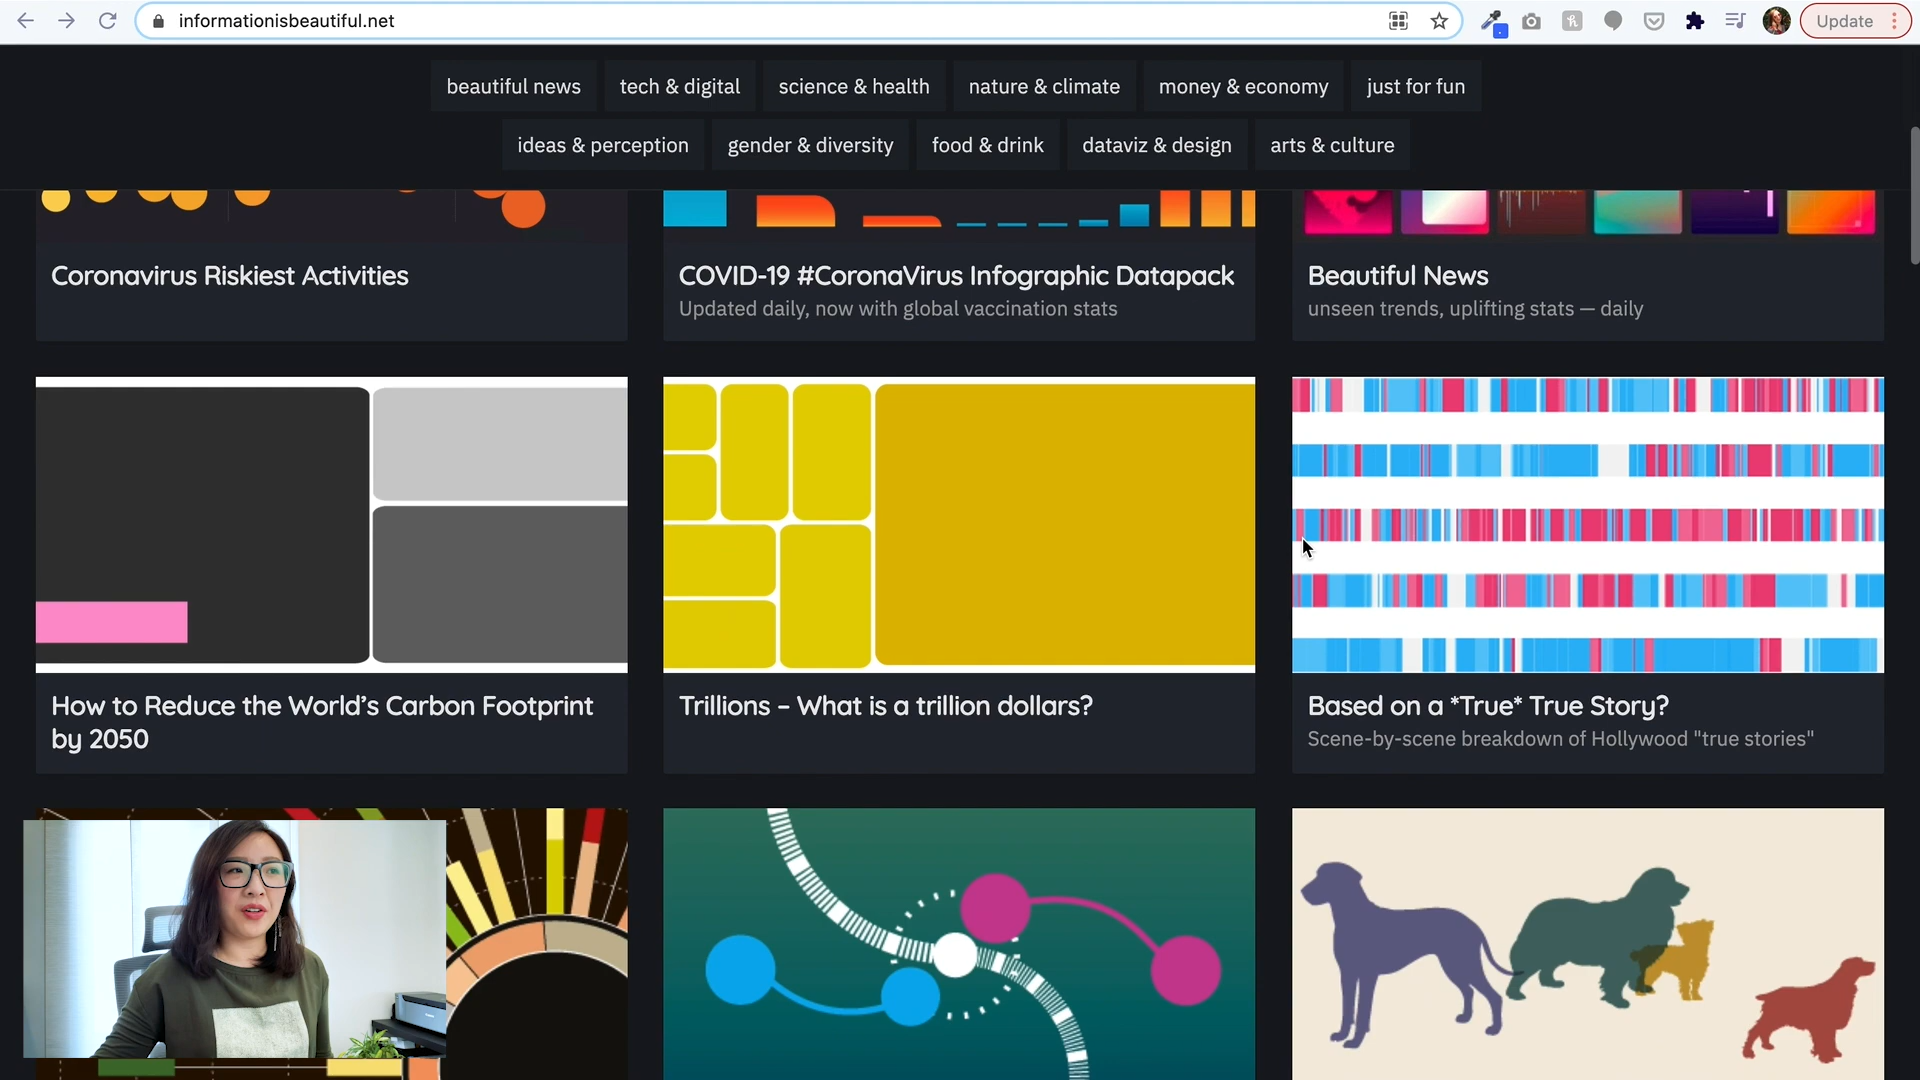 informationisbeautiful.net
Update
beautiful news
tech & digital
science & health
nature & climate
money & economy
just for fun
ideas & perception
gender & diversity
food & drink
dataviz & design
arts & culture
Coronavirus Riskiest Activities
COVID-19 #CoronaVirus Infographic Datapack
Updated daily, now with global vaccination stats
Beautiful News
unseen trends, uplifting stats — daily
How to Reduce the World’s Carbon Footprint
by 2050
Trillions – What is a trillion dollars?
Based on a *True* True Story?
Scene-by-scene breakdown of Hollywood "true stories"